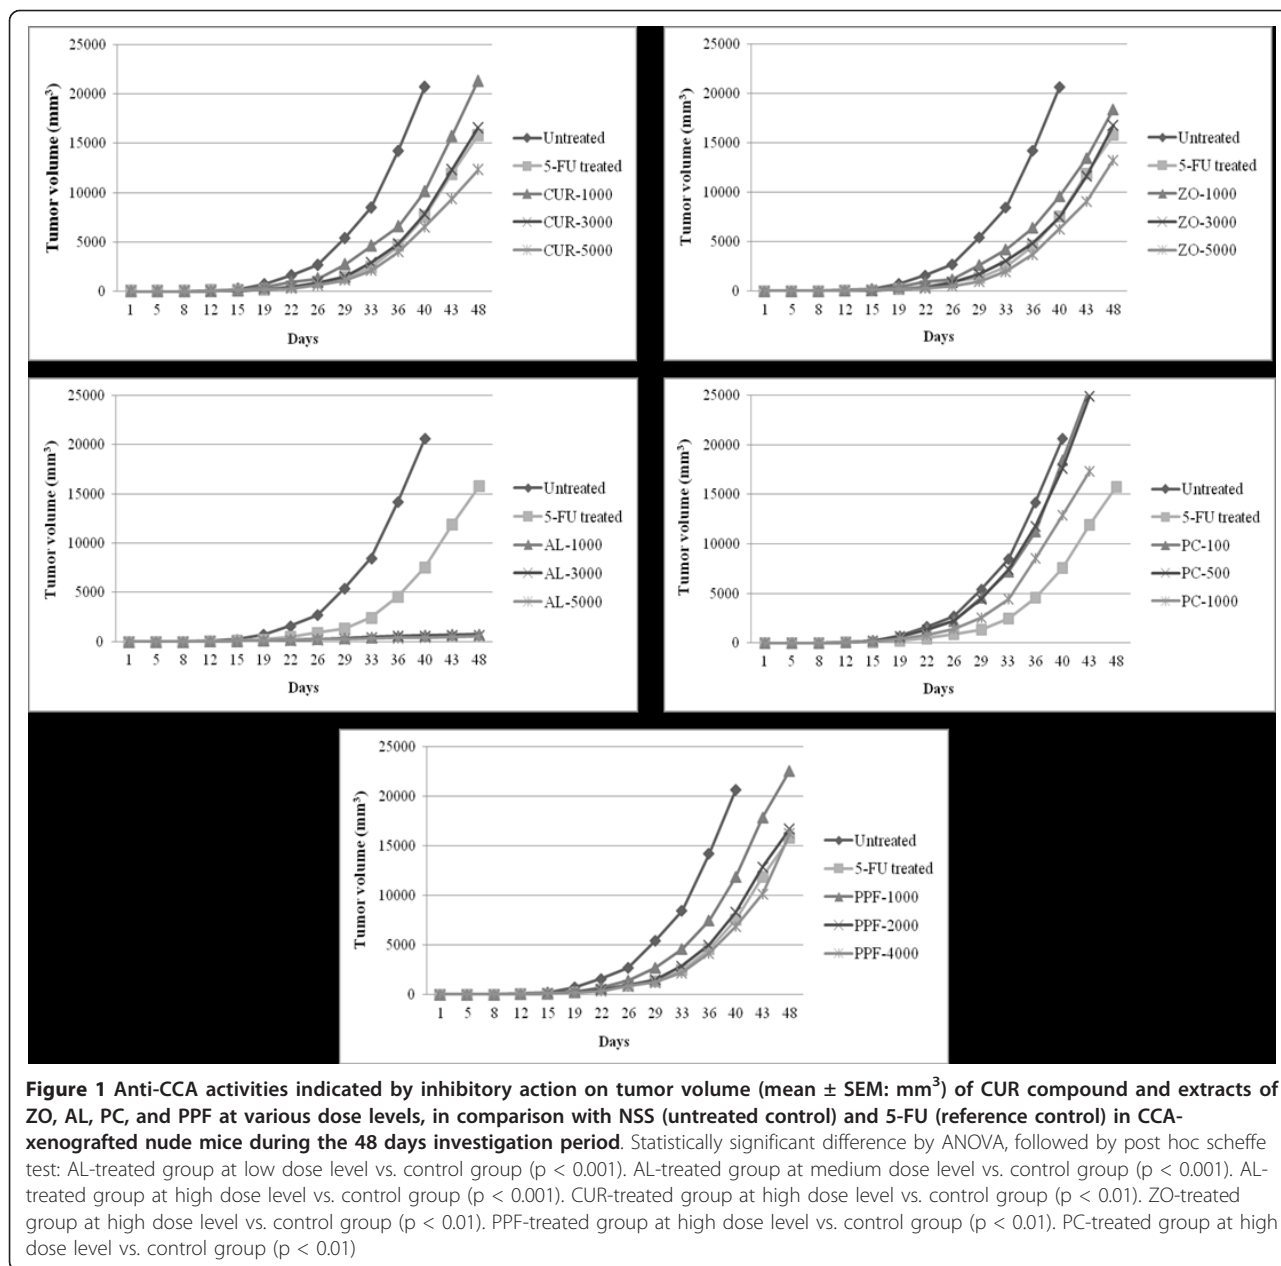 25000
20000
15000
10000
5000
0
Tumor volume (mm³)
1 5 8 12 15 19 22 26 29 33 36 40 43 48
Days
Untreated
5-FU treated
CUR-1000
CUR-3000
CUR-5000
25000
20000
15000
10000
5000
0
Tumor volume (mm³)
1 5 8 12 15 19 22 26 29 33 36 40 43 48
Days
Untreated
5-FU treated
ZO-1000
ZO-3000
ZO-5000
25000
20000
15000
10000
5000
0
Tumor volume (mm³)
1 5 8 12 15 19 22 26 29 33 36 40 43 48
Days
Untreated
5-FU treated
AL-1000
AL-3000
AL-5000
25000
20000
15000
10000
5000
0
Tumor volume (mm³)
1 5 8 12 15 19 22 26 29 33 36 40 43 48
Days
Untreated
5-FU treated
PC-100
PC-500
PC-1000
25000
20000
15000
10000
5000
0
Tumor volume (mm³)
1 5 8 12 15 19 22 26 29 33 36 40 43 48
Days
Untreated
5-FU treated
PPF-1000
PPF-2000
PPF-4000
Figure 1 Anti-CCA activities indicated by inhibitory action on tumor volume (mean ± SEM: mm³) of CUR compound and extracts of
ZO, AL, PC, and PPF at various dose levels, in comparison with NSS (untreated control) and 5-FU (reference control) in CCA-
xenografted nude mice during the 48 days investigation period. Statistically significant difference by ANOVA, followed by post hoc scheffe
test: AL-treated group at low dose level vs. control group (p < 0.001). AL-treated group at medium dose level vs. control group (p < 0.001). AL-
treated group at high dose level vs. control group (p < 0.001). CUR-treated group at high dose level vs. control group (p < 0.01). ZO-treated
group at high dose level vs. control group (p < 0.01). PPF-treated group at high dose level vs. control group (p < 0.01). PC-treated group at high
dose level vs. control group (p < 0.01)